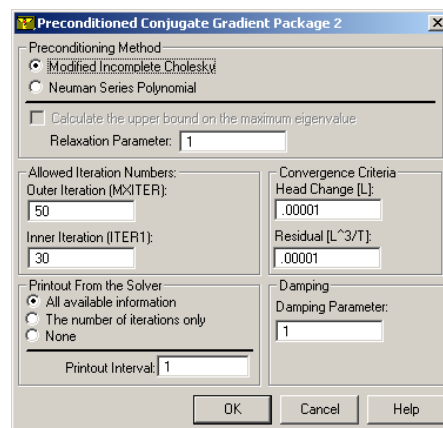 Preconditioned Conjugate Gradient Package 2
Preconditioning Method
Modified Incomplete Cholesky
Neuman Series Polynomial
Calculate the upper bound on the maximum eigenvalue
Relaxation Parameter: 1
Allowed Iteration Numbers:
Outer Iteration (MXITER):
50
Inner Iteration (ITER1):
30
Convergence Criteria
Head Change [L]:
.00001
Residual [L^3/T]:
.00001
Printout From the Solver
All available information
The number of iterations only
None
Printout Interval: 1
Damping
Damping Parameter:
1
OK Cancel Help